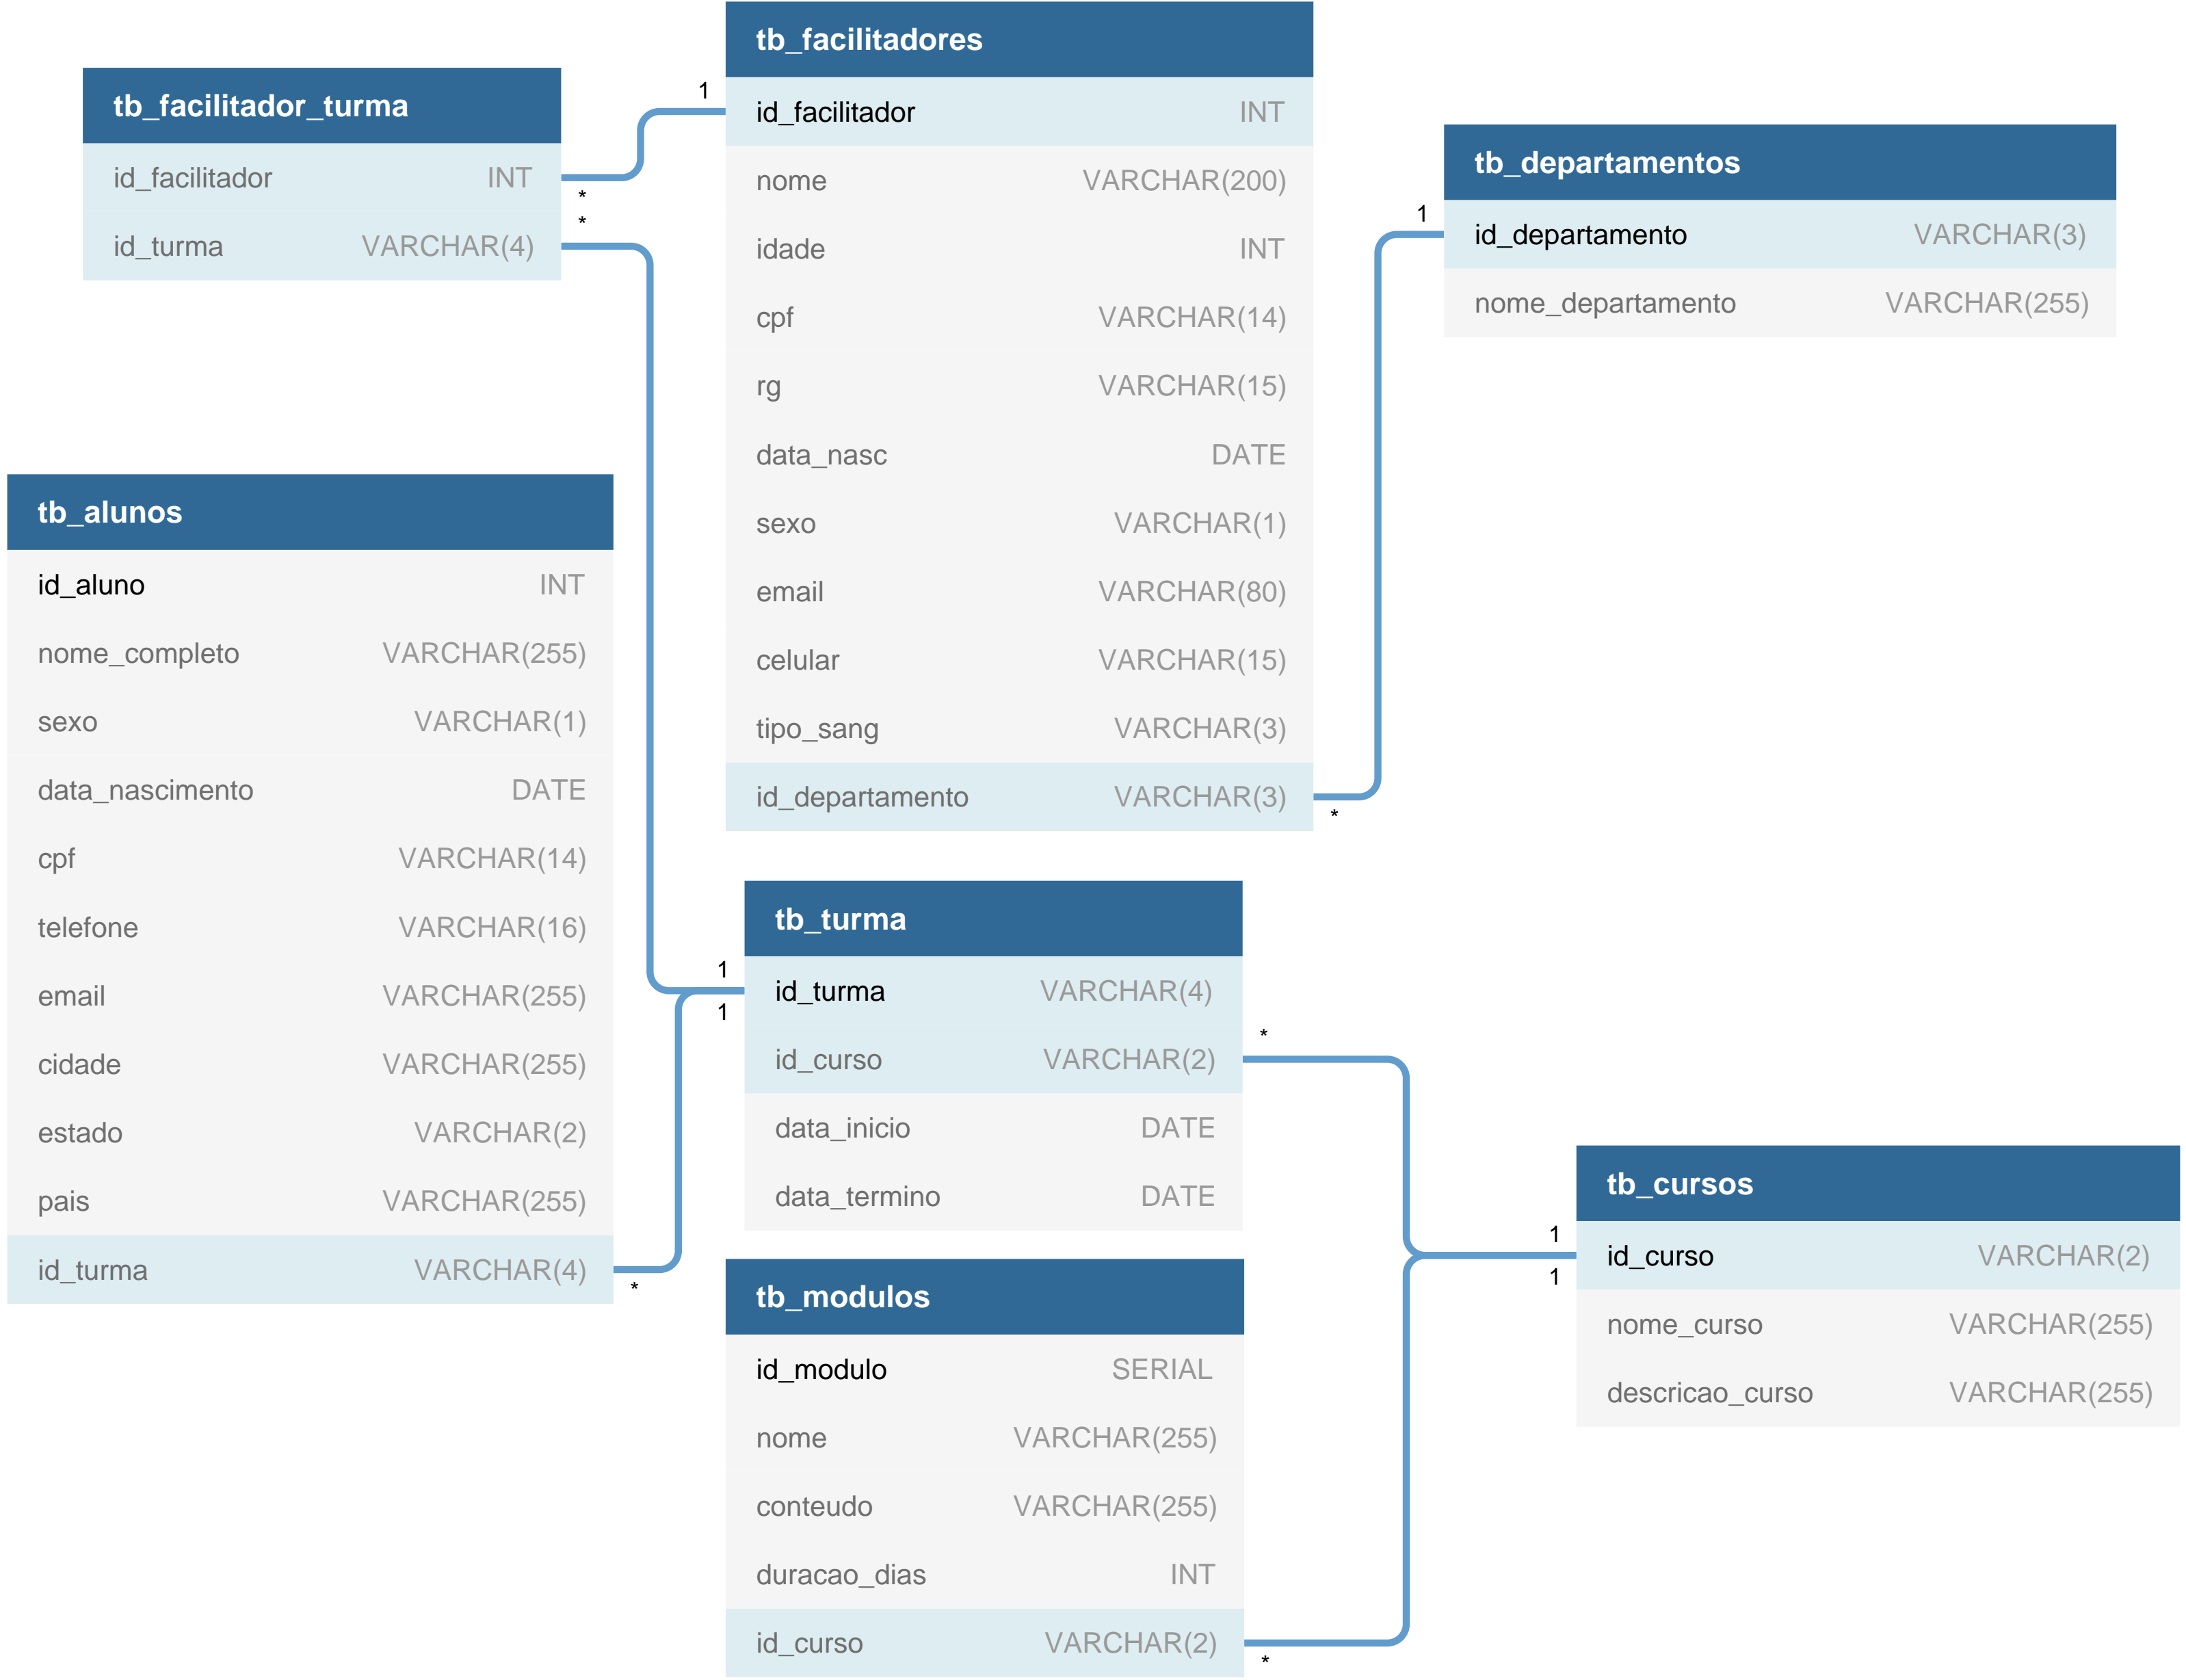 tb_facilitador_turma
id_facilitador INT
id_turma VARCHAR(4)
*
*
tb_facilitadores
1
id_facilitador INT
nome VARCHAR(200)
idade INT
cpf VARCHAR(14)
rg VARCHAR(15)
data_nasc DATE
sexo VARCHAR(1)
email VARCHAR(80)
celular VARCHAR(15)
tipo_sang VARCHAR(3)
id_departamento VARCHAR(3)
*
tb_departamentos
1
id_departamento VARCHAR(3)
nome_departamento VARCHAR(255)
tb_alunos
id_aluno INT
nome_completo VARCHAR(255)
sexo VARCHAR(1)
data_nascimento DATE
cpf VARCHAR(14)
telefone VARCHAR(16)
email VARCHAR(255)
cidade VARCHAR(255)
estado VARCHAR(2)
pais VARCHAR(255)
id_turma VARCHAR(4)
*
tb_turma
1
1
id_turma VARCHAR(4)
*
id_curso VARCHAR(2)
data_inicio DATE
data_termino DATE
tb_modulos
id_modulo SERIAL
nome VARCHAR(255)
conteudo VARCHAR(255)
duracao_dias INT
id_curso VARCHAR(2)
*
tb_cursos
1
1
id_curso VARCHAR(2)
nome_curso VARCHAR(255)
descricao_curso VARCHAR(255)